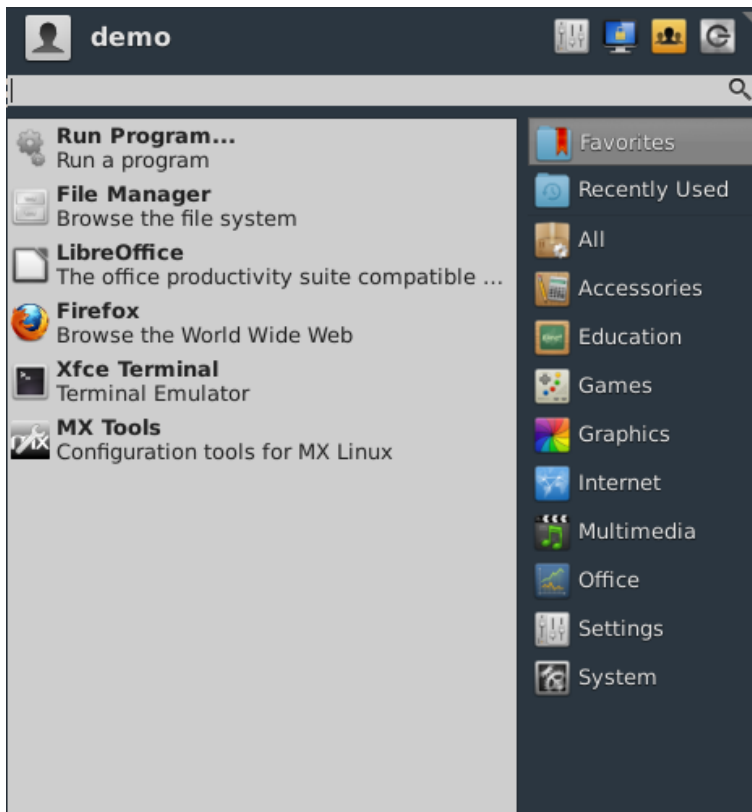 demo
Run Program...
Run a program
File Manager
Browse the file system
LibreOffice
The office productivity suite compatible ...
Firefox
Browse the World Wide Web
Xfce Terminal
Terminal Emulator
MX Tools
Configuration tools for MX Linux
Favorites
Recently Used
All
Accessories
Education
Games
Graphics
Internet
Multimedia
Office
Settings
System